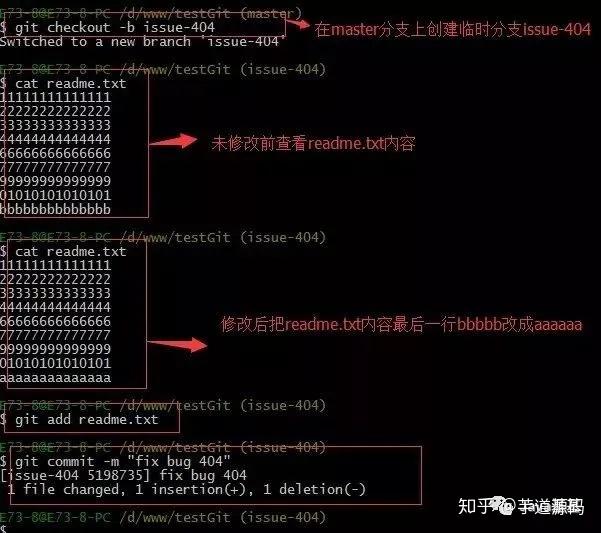 E73-8@E73-8-PC /d/www/testGit (master)
$ git checkout -b issue-404
在master分支上创建临时分支issue-404
Switched to a new branch 'issue-404'
E73-8@E73-8-PC /d/www/testGit (issue-404)
$ cat readme.txt
11111111111111
22222222222222
33333333333333
44444444444444
未修改前查看readme.txt内容
66666666666666
77777777777777
99999999999999
01010101010101
bbbbbbbbbbbbbb
E73-8@E73-8-PC /d/www/testGit (issue-404)
$ cat readme.txt
11111111111111
22222222222222
33333333333333
44444444444444
66666666666666
修改后把readme.txt内容最后一行bbbbb改成aaaaaa
77777777777777
99999999999999
01010101010101
aaaaaaaaaaaaaa
E73-8@E73-8-PC /d/www/testGit (issue-404)
$ git add readme.txt
E73-8@E73-8-PC /d/www/testGit (issue-404)
$ git commit -m "fix bug 404"
[issue-404 5198735] fix bug 404
1 file changed, 1 insertion(+), 1 deletion(-)
知乎 @芋道源码
E73-8@E73-8-PC /d/www/testGit (issue-404)
$